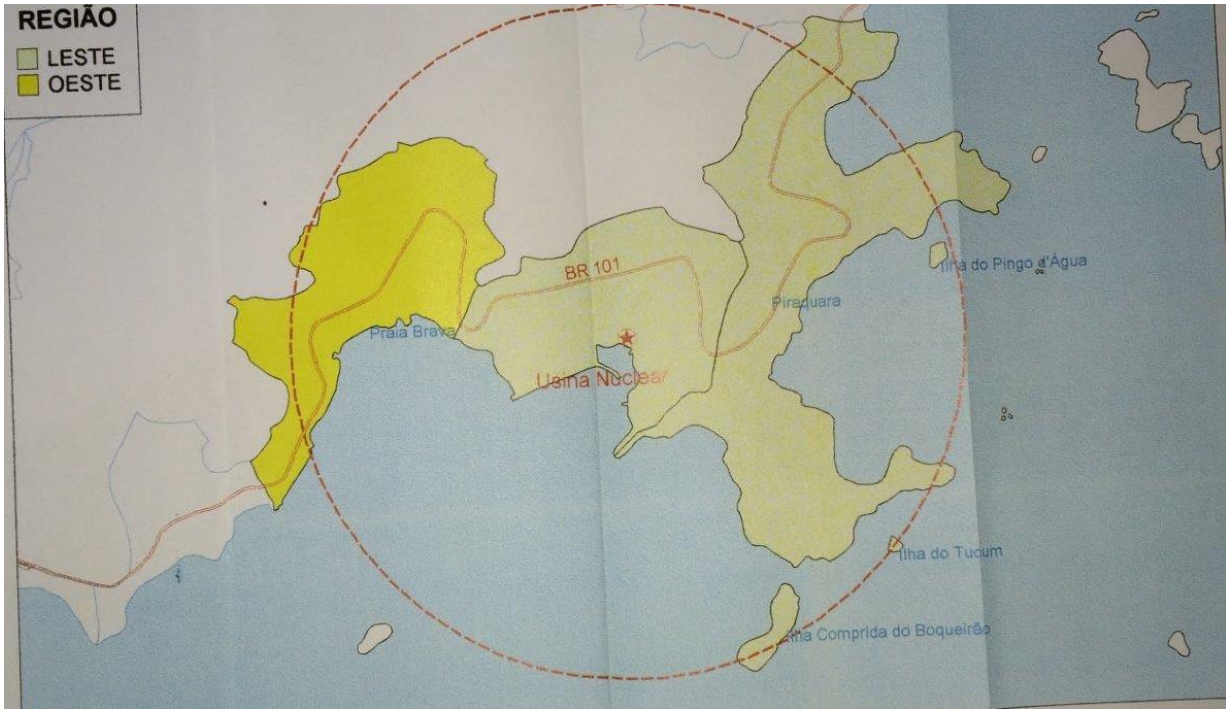 REGIÃO
LESTE
OESTE
BR 101
Ilha do Pingo d'Água
Piraquara
Praia Brava
Usina Nuclear
Ilha do Tucum
Ilha Comprida do Boqueirão